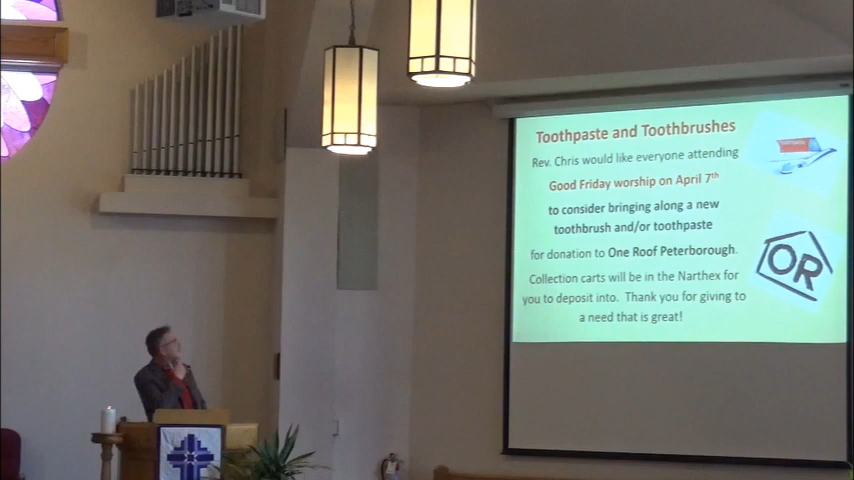 Toothpaste and Toothbrushes
Rev. Chris would like everyone attending
Good Friday worship on April 7th
to consider bringing along a new
toothbrush and/or toothpaste
for donation to One Roof Peterborough.
Collection carts will be in the Narthex for
you to deposit into. Thank you for giving to
a need that is great!
OR